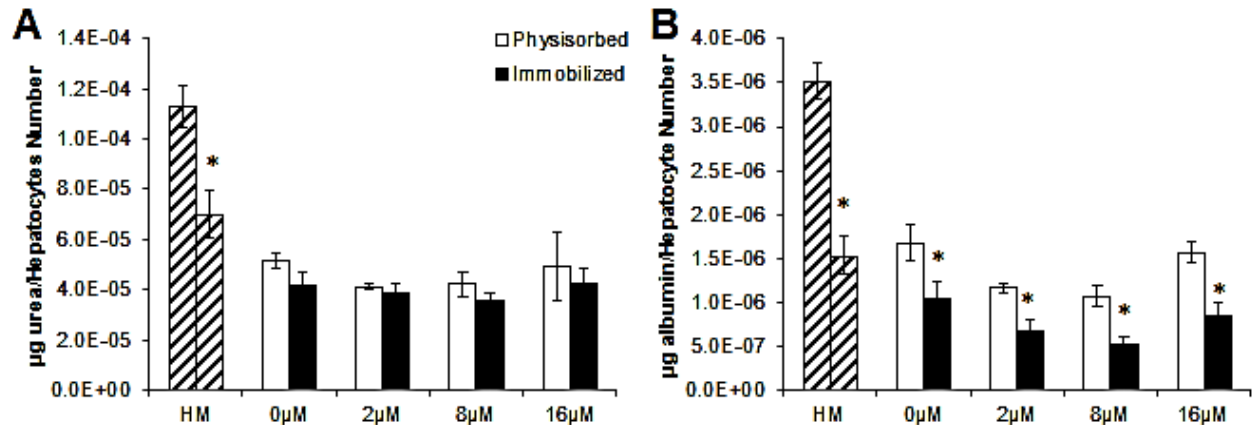 A
µg urea/Hepatocytes Number
1.4E-04
1.2E-04
1.0E-04
8.0E-05
6.0E-05
4.0E-05
2.0E-05
0.0E+00
Physisorbed
Immobilized
*
HM 0µM 2µM 8µM 16µM
B
µg albumin/Hepatocyte Number
4.0E-06
3.5E-06
3.0E-06
2.5E-06
2.0E-06
1.5E-06
1.0E-06
5.0E-07
0.0E+00
* * * * *
HM 0µM 2µM 8µM 16µM